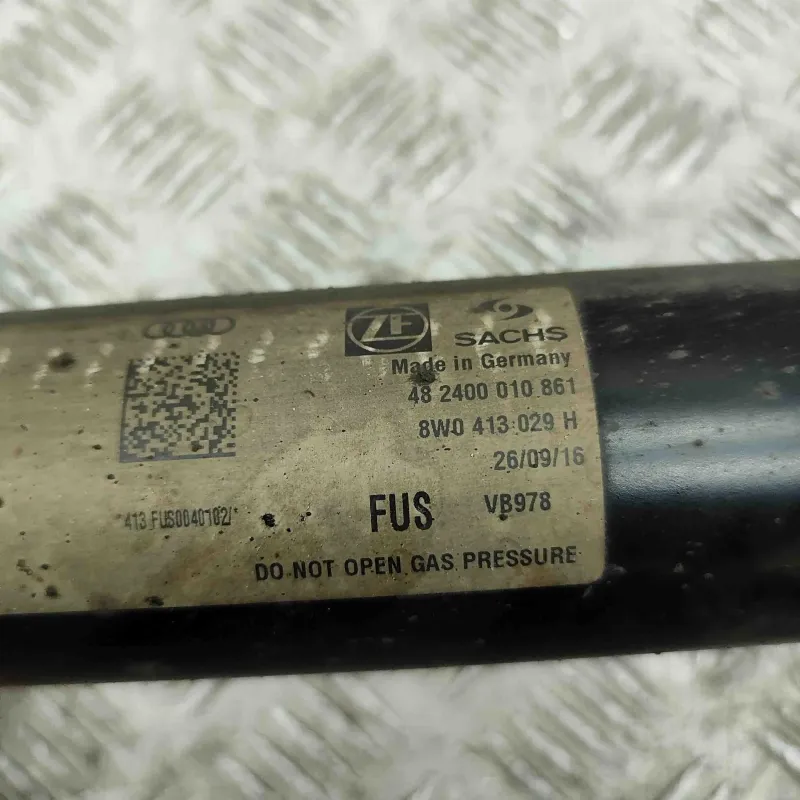 ZF SACHS
Made in Germany
48 2400 010 861
8W0 413 029 H
26/09/16
FUS VB978
413 FUS0040102/*
DO NOT OPEN GAS PRESSURE